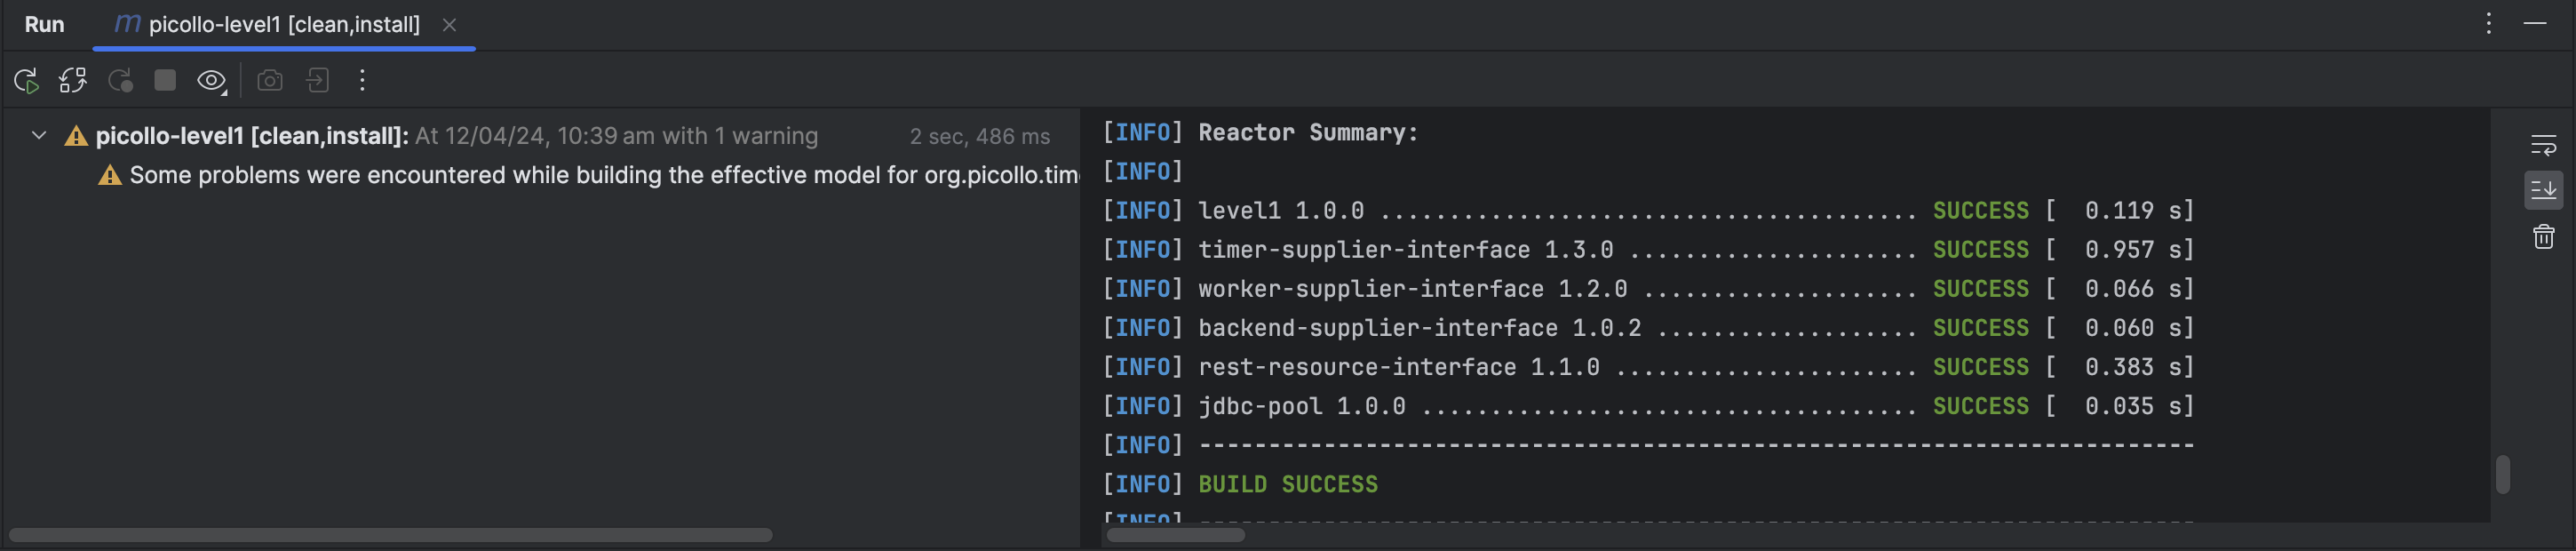 Run
picollo-level1 [clean,install]
picollo-level1 [clean,install]: At 12/04/24, 10:39 am with 1 warning 2 sec, 486 ms
Some problems were encountered while building the effective model for org.picollo.tim
[INFO] Reactor Summary:
[INFO]
[INFO] level1 1.0.0 ....................................... SUCCESS [  0.119 s]
[INFO] timer-supplier-interface 1.3.0 ..................... SUCCESS [  0.957 s]
[INFO] worker-supplier-interface 1.2.0 .................... SUCCESS [  0.066 s]
[INFO] backend-supplier-interface 1.0.2 ................... SUCCESS [  0.060 s]
[INFO] rest-resource-interface 1.1.0 ...................... SUCCESS [  0.383 s]
[INFO] jdbc-pool 1.0.0 .................................... SUCCESS [  0.035 s]
[INFO] ------------------------------------------------------------------------
[INFO] BUILD SUCCESS
[INFO] ------------------------------------------------------------------------